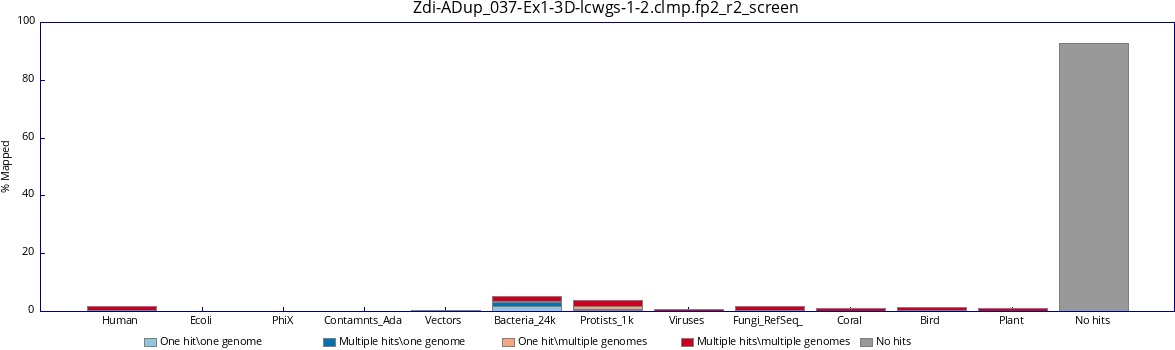 Zdi-ADup_037-Ex1-3D-lcwgs-1-2.clmp.fp2_r2_screen
100
80
60
40
20
0
% Mapped
Human Ecoli PhiX Contamnts_Ada Vectors Bacteria_24k Protists_1k Viruses Fungi_RefSeq_ Coral Bird Plant No hits
One hit\one genome Multiple hits\one genome One hit\multiple genomes Multiple hits\multiple genomes No hits